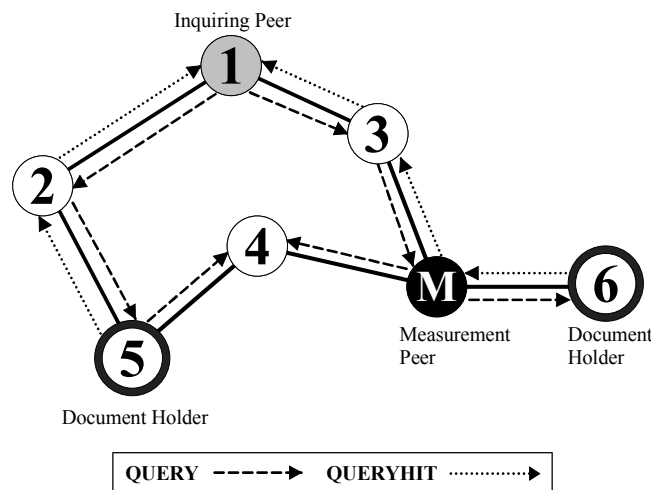 Inquiring Peer
1
3
2
4
M
6
Measurement
Peer
Document
Holder
5
Document Holder
QUERY QUERYHIT